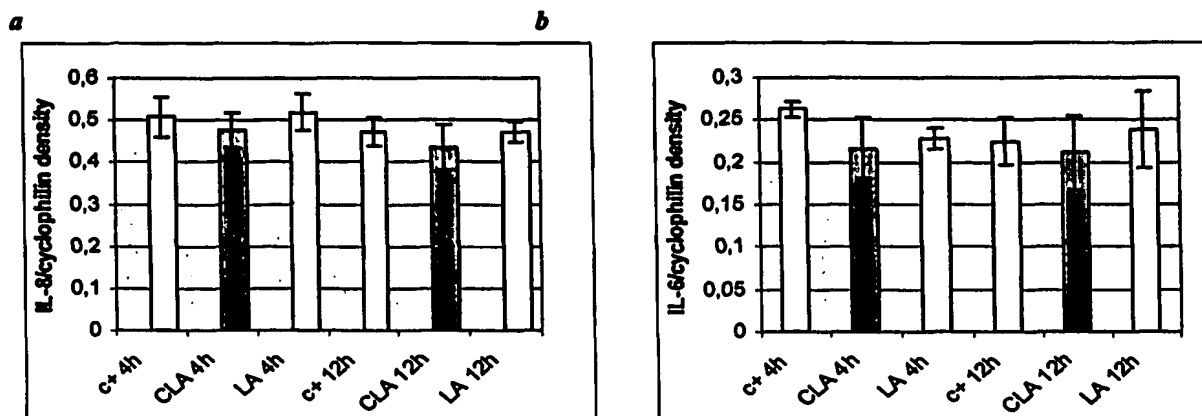 a
b
IL-8/cyclophilin density
0,6
0,5
0,4
0,3
0,2
0,1
0
c+ 4h
CLA 4h
LA 4h
c+ 12h
CLA 12h
LA 12h
IL-6/cyclophilin density
0,3
0,25
0,2
0,15
0,1
0,05
0
c+ 4h
CLA 4h
LA 4h
c+ 12h
CLA 12h
LA 12h